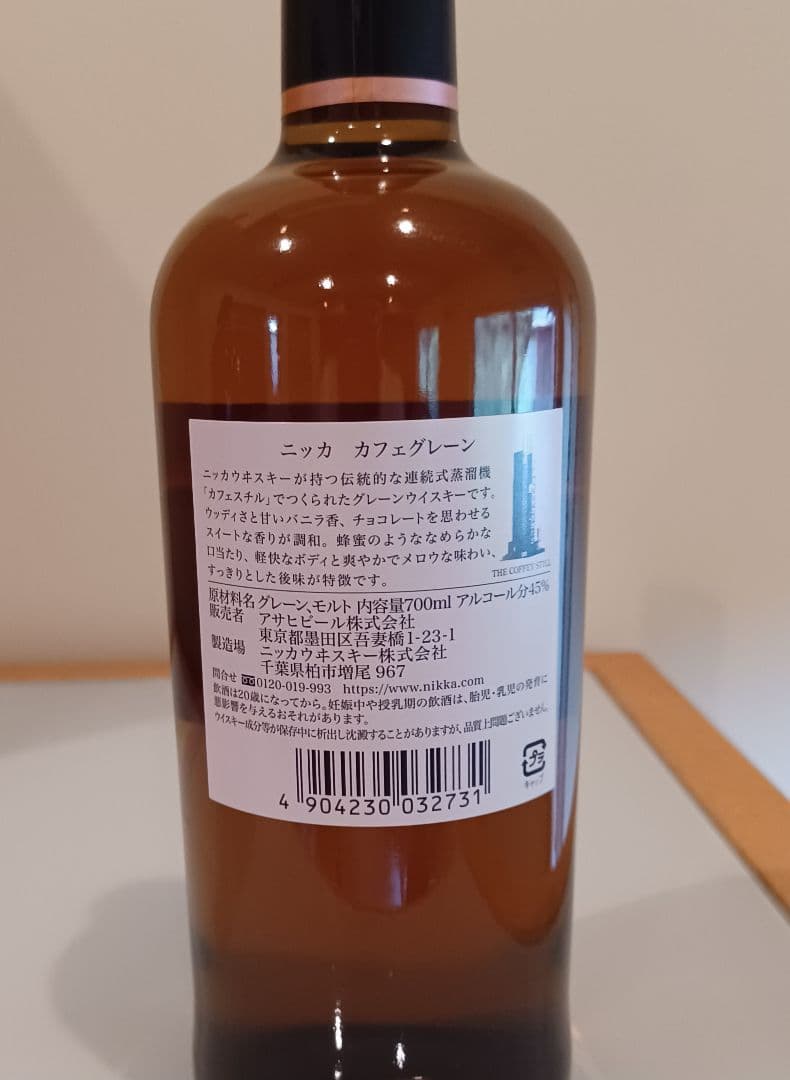 ニッカ　カフェグレーン
ニッカウヰスキーが持つ伝統的な連続式蒸溜機
「カフェスチル」でつくられたグレーンウイスキーです。
ウッディさと甘いバニラ香、チョコレートを思わせる
スイートな香りが調和。蜂蜜のようななめらかな
口当たり、軽快なボディと爽やかでメロウな味わい、
すっきりとした後味が特徴です。
THE COFFEY STILL
原材料名 グレーン、モルト 内容量700ml アルコール分45%
販売者 アサヒビール株式会社
東京都墨田区吾妻橋1-23-1
製造場 ニッカウヰスキー株式会社
千葉県柏市増尾 967
問合せ 0120-019-993 https://www.nikka.com
飲酒は20歳になってから。妊娠中や授乳期の飲酒は、胎児・乳児の発育に
悪影響を与えるおそれがあります。
ウイスキー成分等が保存中に析出し沈澱することがありますが、品質上問題ございません。
プラ
キャップ
4 904230 032731